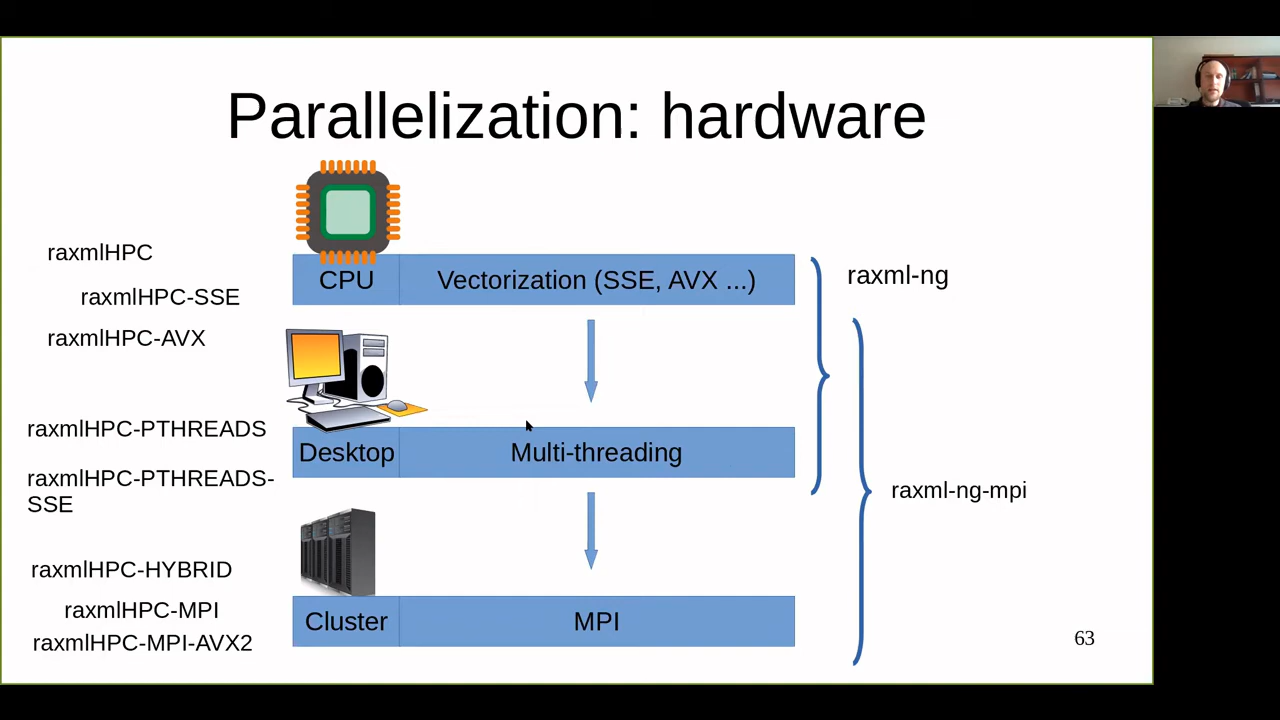 Parallelization: hardware
raxmlHPC
raxmlHPC-SSE
raxmlHPC-AVX
CPU
Vectorization (SSE, AVX ...)
raxml-ng
raxmlHPC-PTHREADS
raxmlHPC-PTHREADS-
SSE
Desktop
Multi-threading
raxml-ng-mpi
raxmlHPC-HYBRID
raxmlHPC-MPI
raxmlHPC-MPI-AVX2
Cluster
MPI
63